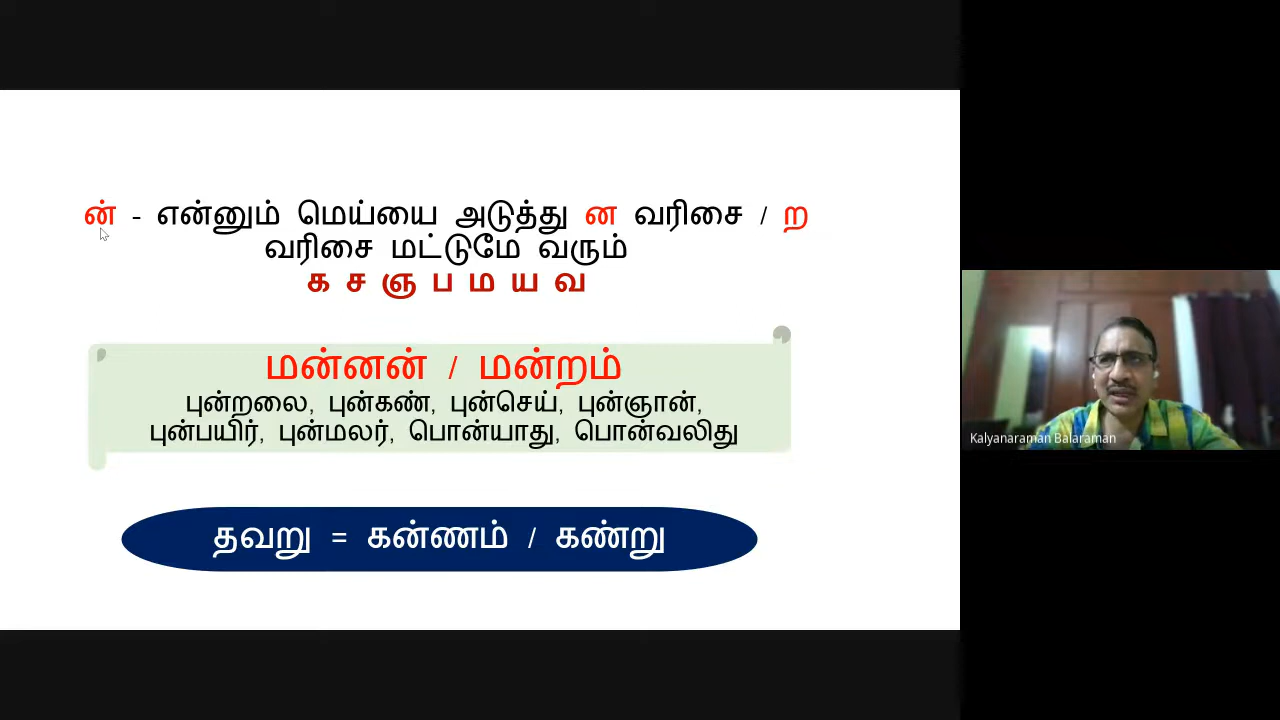 ன் - என்னும் மெய்யை அடுத்து ன வரிசை / ற
வரிசை மட்டுமே வரும்
க ச ஞ ப ம ய வ
மன்னன் / மன்றம்
புன்றலை, புன்கண், புன்செய், புன்ஞான்,
புன்பயிர், புன்மலர், பொன்யாது, பொன்வலிது
தவறு = கன்ணம் / கண்று
Kalyanaraman Balaraman